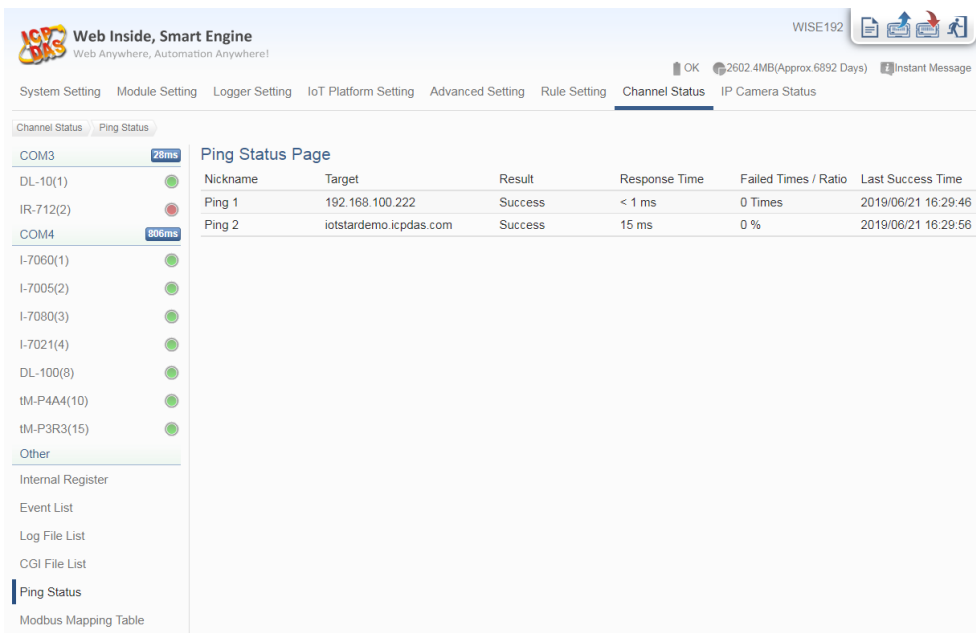 ICP DAS
Web Inside, Smart Engine
Web Anywhere, Automation Anywhere!
WISE192
OK 2602.4MB(Approx.6892 Days) Instant Message
System Setting Module Setting Logger Setting IoT Platform Setting Advanced Setting Rule Setting Channel Status IP Camera Status
Channel Status Ping Status
COM3 28ms
DL-10(1)
IR-712(2)
COM4 806ms
I-7060(1)
I-7005(2)
I-7080(3)
I-7021(4)
DL-100(8)
tM-P4A4(10)
tM-P3R3(15)
Other
Internal Register
Event List
Log File List
CGI File List
Ping Status
Modbus Mapping Table
Ping Status Page
Nickname Target Result Response Time Failed Times / Ratio Last Success Time
Ping 1 192.168.100.222 Success < 1 ms 0 Times 2019/06/21 16:29:46
Ping 2 iotstardemo.icpdas.com Success 15 ms 0 % 2019/06/21 16:29:56